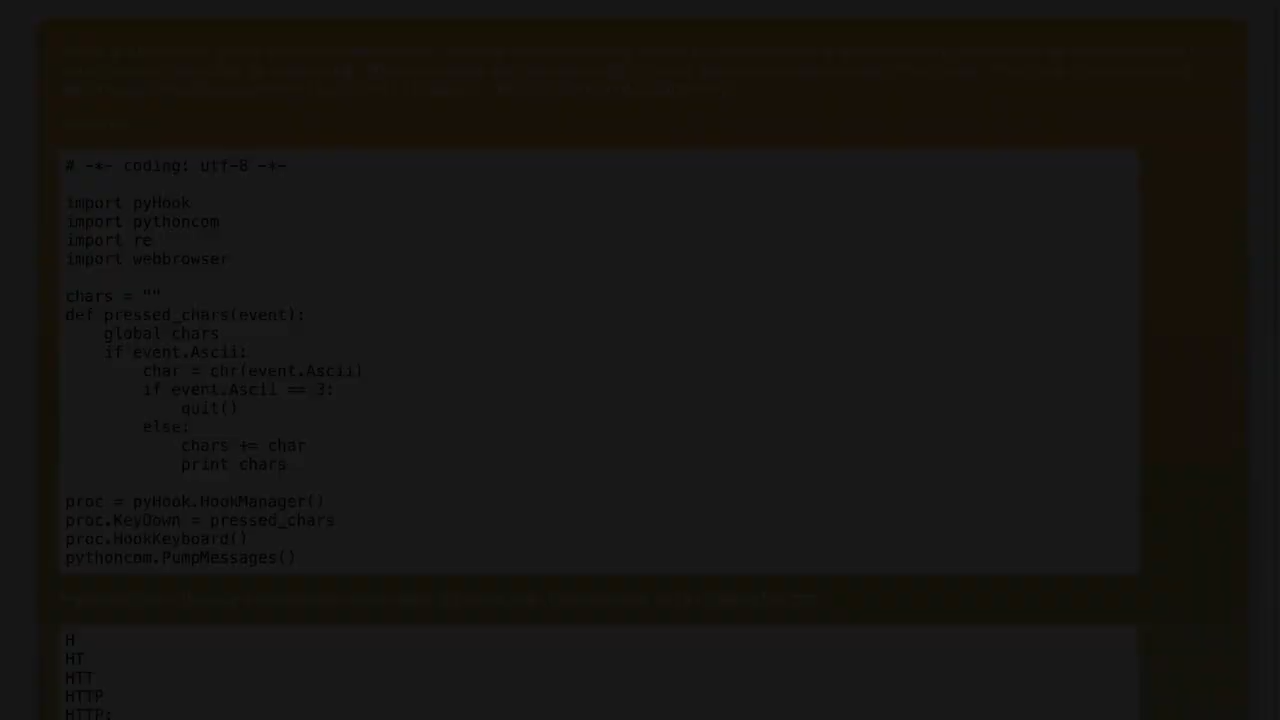 # -*- coding: utf-8 -*-

import pyHook
import pythoncom
import re
import webbrowser

chars = ""
def pressed_chars(event):
    global chars
    if event.Ascii:
        char = chr(event.Ascii)
        if event.Ascii == 3:
            quit()
        else:
            chars += char
            print chars

proc = pyHook.HookManager()
proc.KeyDown = pressed_chars
proc.HookKeyboard()
pythoncom.PumpMessages()
H
HT
HTT
HTTP
HTTP: